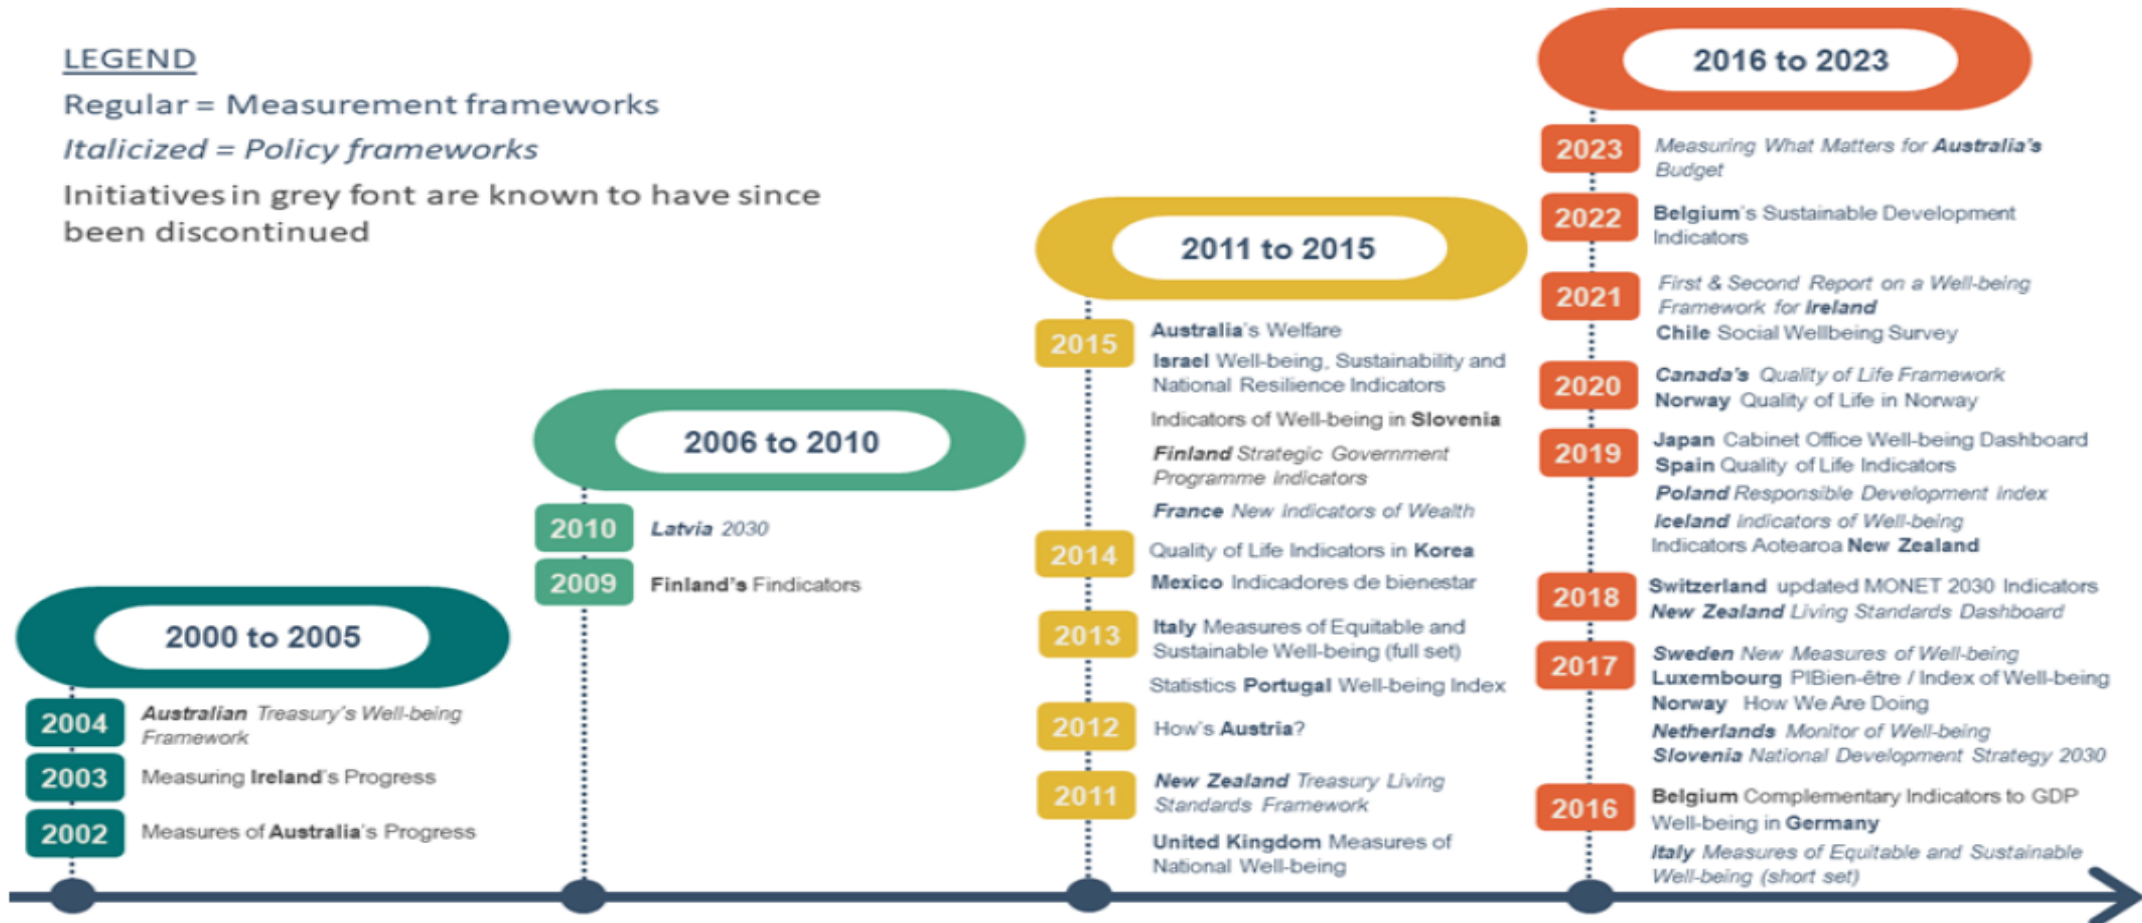 LEGEND
Regular = Measurement frameworks
Italicized = Policy frameworks
Initiatives in grey font are known to have since
been discontinued
2000 to 2005
2004
Australian Treasury's Well-being
Framework
2003
Measuring Ireland's Progress
2002
Measures of Australia's Progress
2006 to 2010
2010
Latvia 2030
2009
Finland's Findicators
2011 to 2015
2015
Australia's Welfare
Israel Well-being, Sustainability and
National Resilience Indicators
Indicators of Well-being in Slovenia
Finland Strategic Government
Programme Indicators
France New Indicators of Wealth
2014
Quality of Life Indicators in Korea
Mexico Indicadores de bienestar
2013
Italy Measures of Equitable and
Sustainable Well-being (full set)
Statistics Portugal Well-being Index
2012
How's Austria?
2011
New Zealand Treasury Living
Standards Framework
United Kingdom Measures of
National Well-being
2016 to 2023
2023
Measuring What Matters for Australia's
Budget
2022
Belgium's Sustainable Development
Indicators
2021
First & Second Report on a Well-being
Framework for Ireland
Chile Social Wellbeing Survey
2020
Canada's Quality of Life Framework
Norway Quality of Life in Norway
2019
Japan Cabinet Office Well-being Dashboard
Spain Quality of Life Indicators
Poland Responsible Development Index
Iceland Indicators of Well-being
Indicators Aotearoa New Zealand
2018
Switzerland updated MONET 2030 Indicators
New Zealand Living Standards Dashboard
2017
Sweden New Measures of Well-being
Luxembourg PIBien-être / Index of Well-being
Norway How We Are Doing
Netherlands Monitor of Well-being
Slovenia National Development Strategy 2030
2016
Belgium Complementary Indicators to GDP
Well-being in Germany
Italy Measures of Equitable and Sustainable
Well-being (short set)